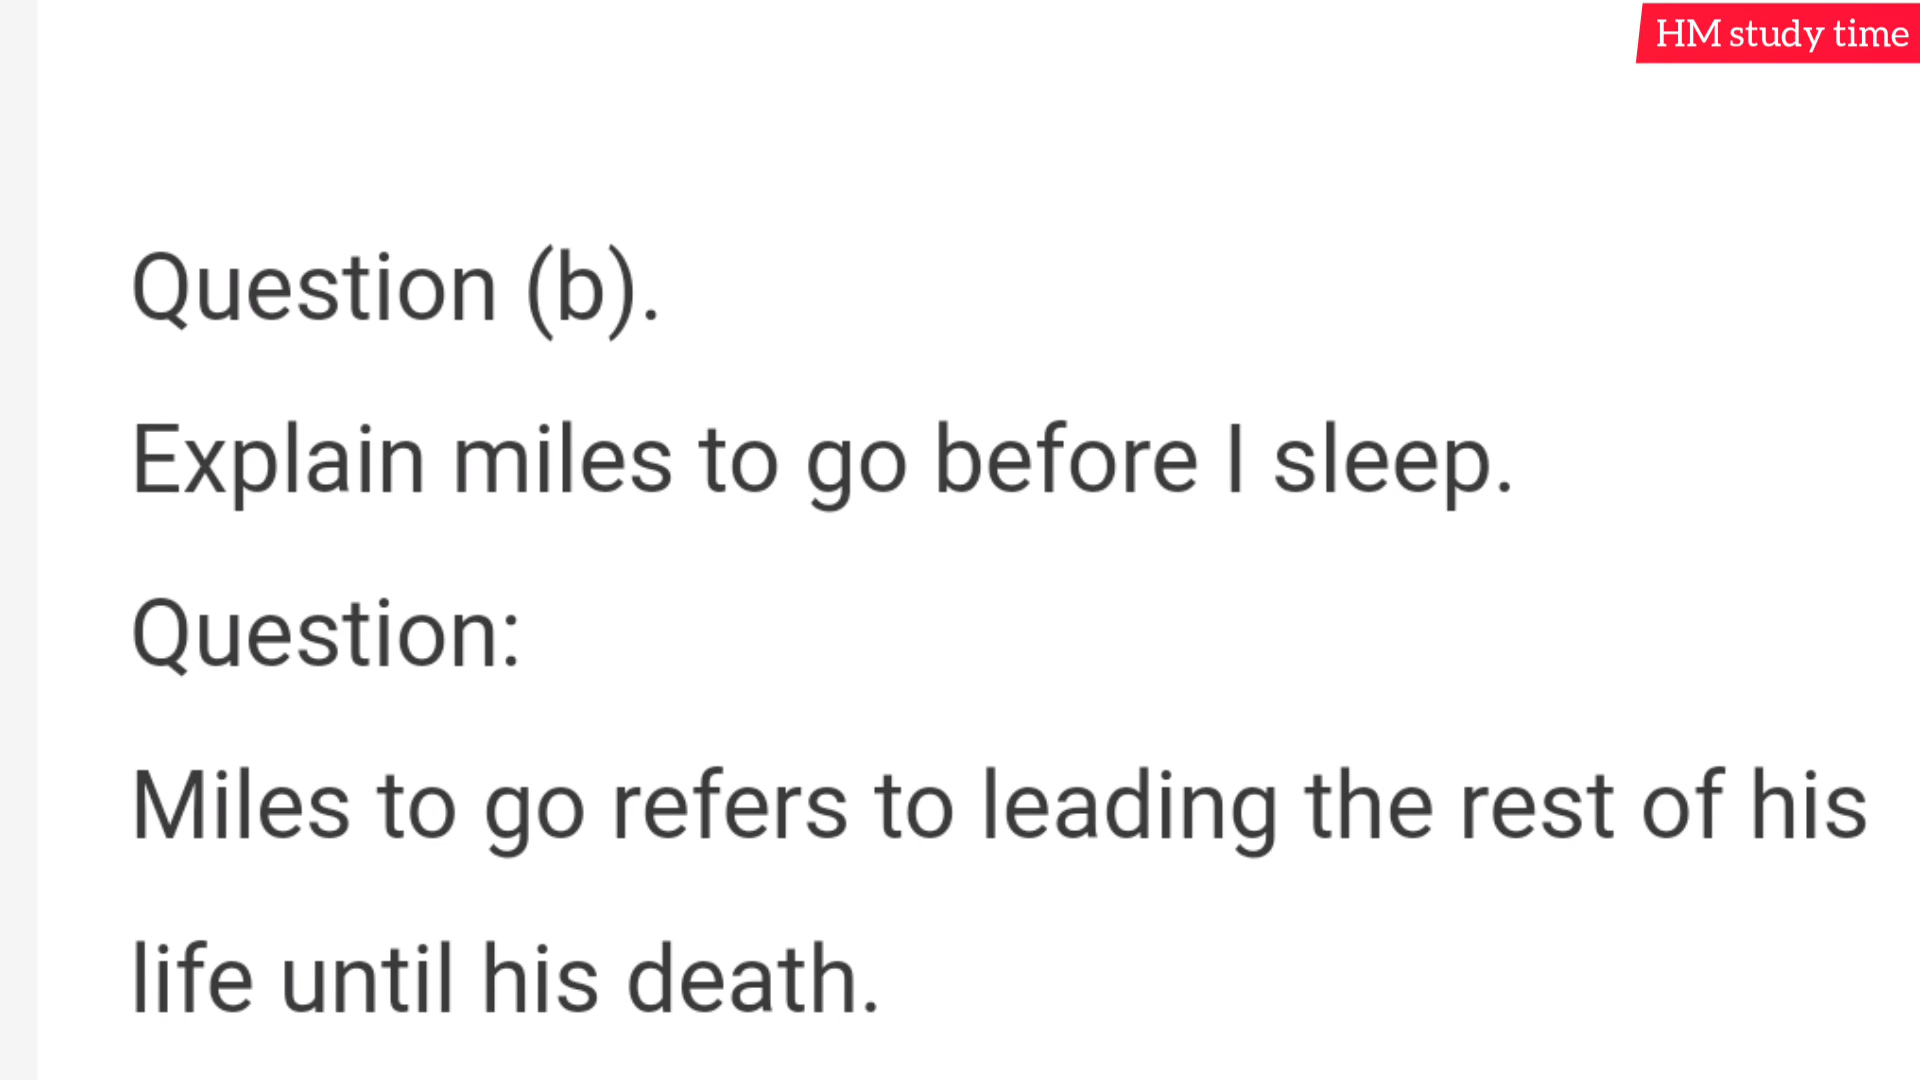 HM study time
Question (b).
Explain miles to go before I sleep.
Question:
Miles to go refers to leading the rest of his
life until his death.